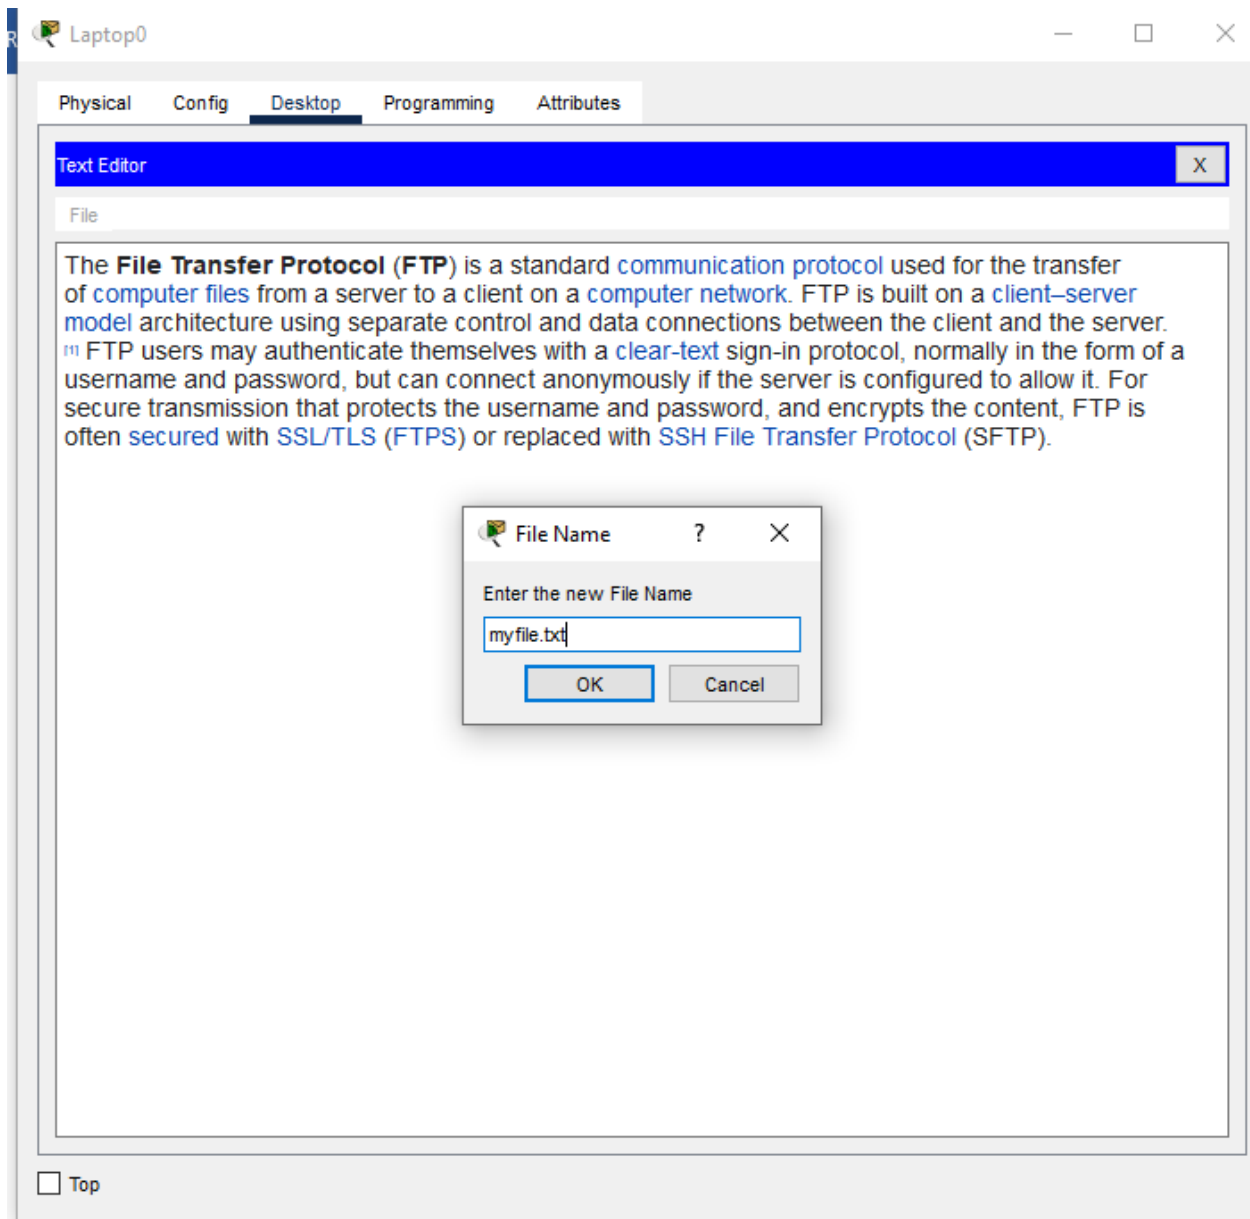 R
Laptop0
Physical Config Desktop Programming Attributes
Text Editor
X
File
The File Transfer Protocol (FTP) is a standard communication protocol used for the transfer
of computer files from a server to a client on a computer network. FTP is built on a client–server
model architecture using separate control and data connections between the client and the server.
[1] FTP users may authenticate themselves with a clear-text sign-in protocol, normally in the form of a
username and password, but can connect anonymously if the server is configured to allow it. For
secure transmission that protects the username and password, and encrypts the content, FTP is
often secured with SSL/TLS (FTPS) or replaced with SSH File Transfer Protocol (SFTP).
File Name ?
Enter the new File Name
myfile.txt
OK Cancel
Top